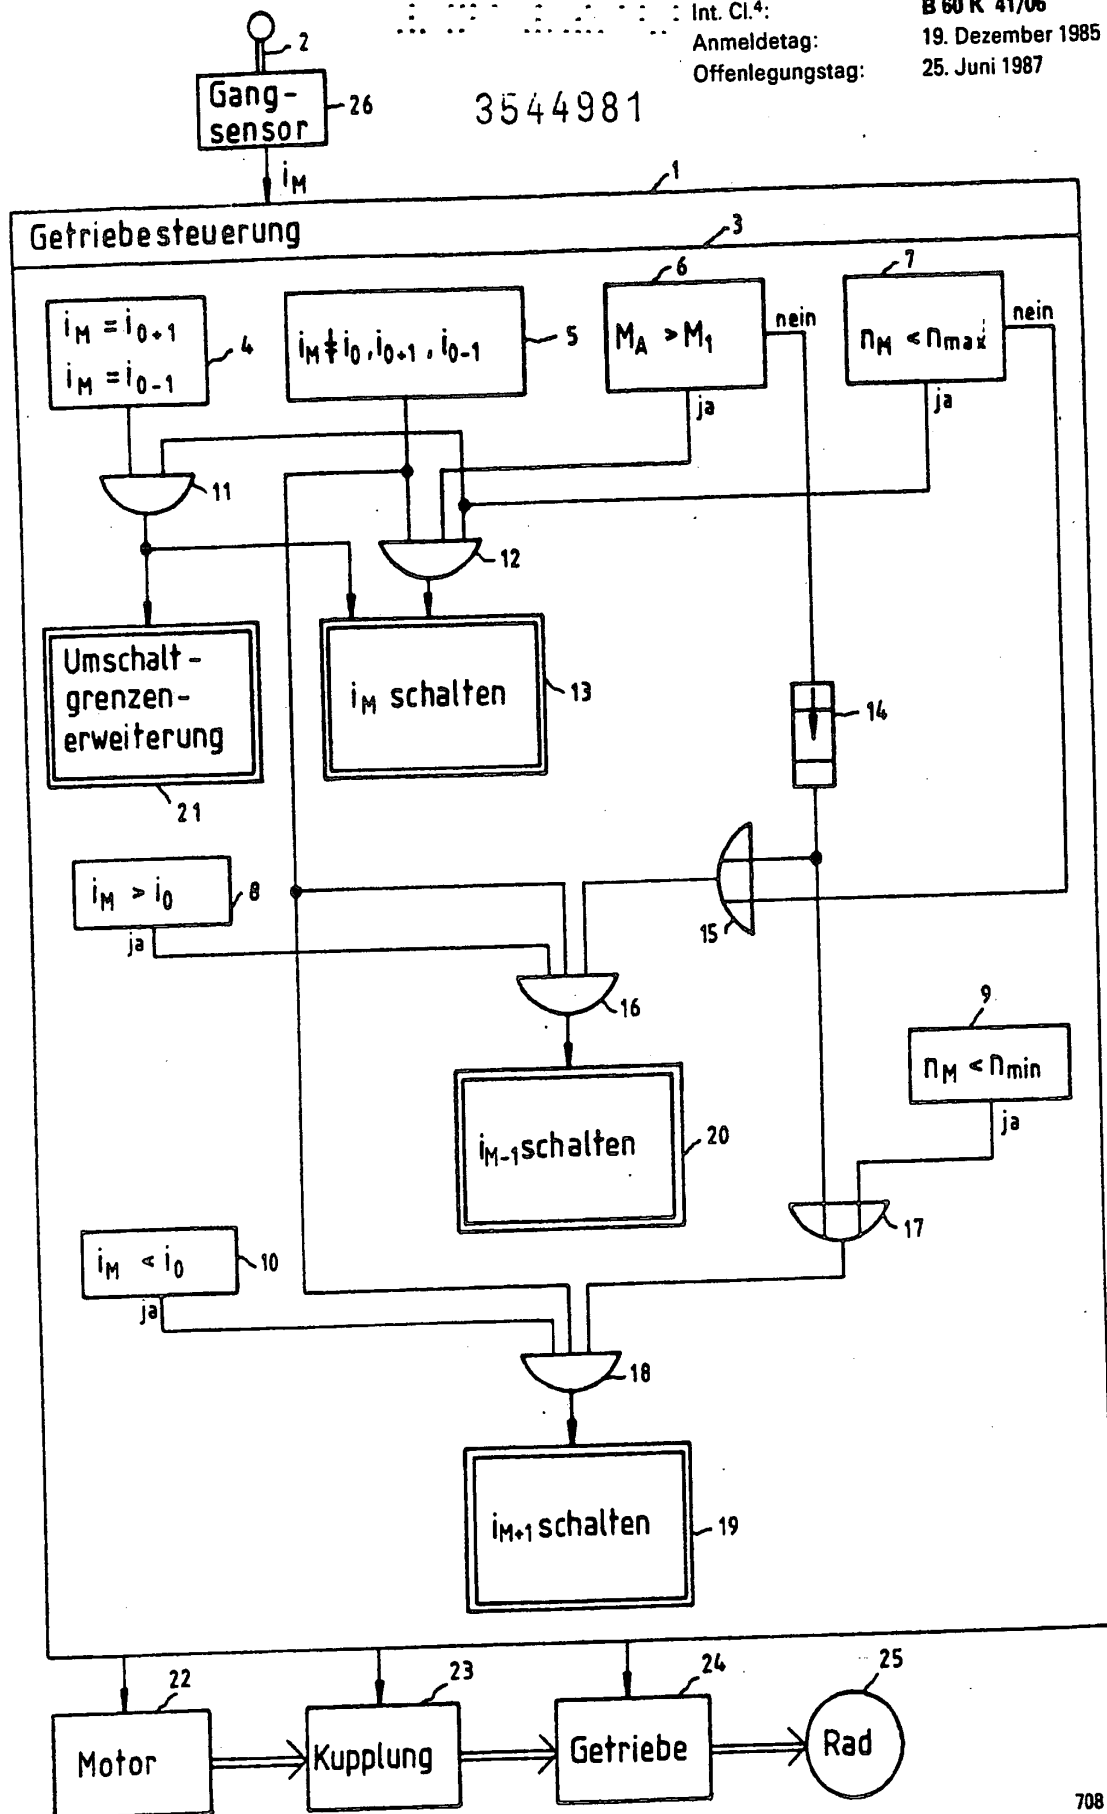 Int. Cl.⁴: B 60 K 41/06
Anmeldetag: 19. Dezember 1985
Offenlegungstag: 25. Juni 1987
3544981
2
Gang-
sensor
26
iM
1
Getriebesteuerung
3
iM = i0+1
iM = i0-1
4
iM ≠ i0, i0+1, i0-1
5
6
MA > M1
nein
ja
7
nM < nmax
nein
ja
11
12
Umschalt-
grenzen-
erweiterung
21
iM schalten
13
14
iM > i0
8
ja
15
16
9
nM < nmin
ja
iM-1 schalten
20
17
iM < i0
10
ja
18
iM+1 schalten
19
22
Motor
23
Kupplung
24
Getriebe
25
Rad
708